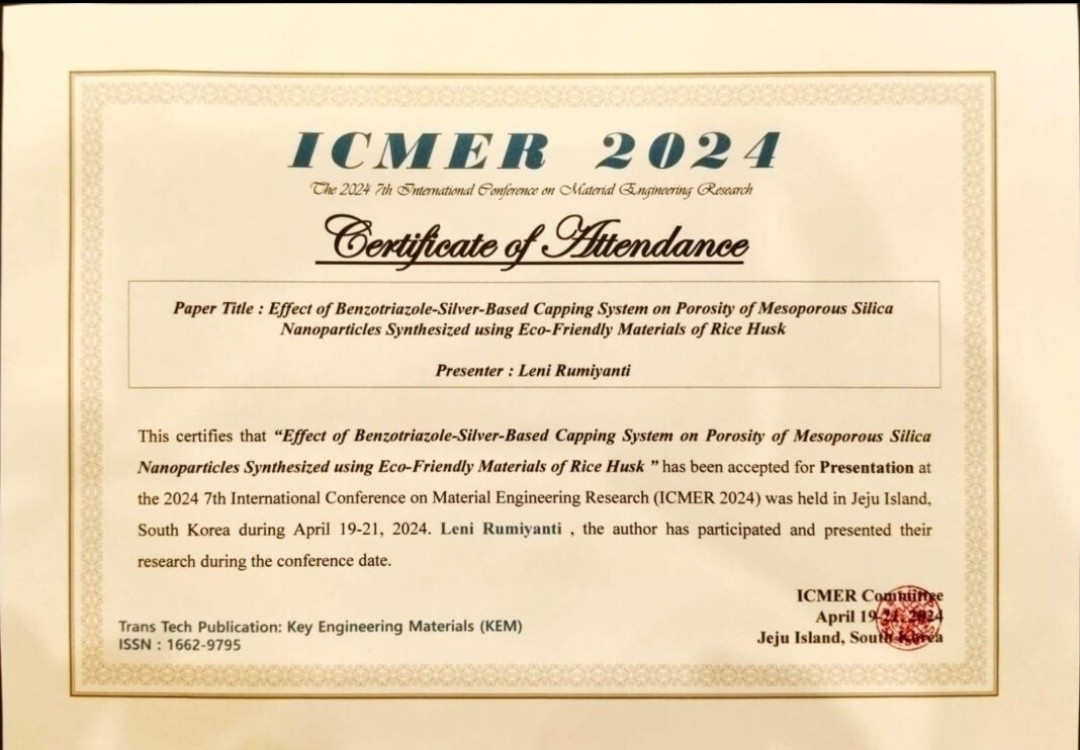 ICMER 2024
The 2024 7th International Conference on Material Engineering Research
Certificate of Attendance
Paper Title : Effect of Benzotriazole-Silver-Based Capping System on Porosity of Mesoporous Silica
Nanoparticles Synthesized using Eco-Friendly Materials of Rice Husk
Presenter : Leni Rumiyanti
This certifies that “Effect of Benzotriazole-Silver-Based Capping System on Porosity of Mesoporous Silica
Nanoparticles Synthesized using Eco-Friendly Materials of Rice Husk ” has been accepted for Presentation at
the 2024 7th International Conference on Material Engineering Research (ICMER 2024) was held in Jeju Island,
South Korea during April 19-21, 2024. Leni Rumiyanti , the author has participated and presented their
research during the conference date.
ICMER Committee
April 19-21, 2024
Jeju Island, South Korea
Trans Tech Publication: Key Engineering Materials (KEM)
ISSN : 1662-9795